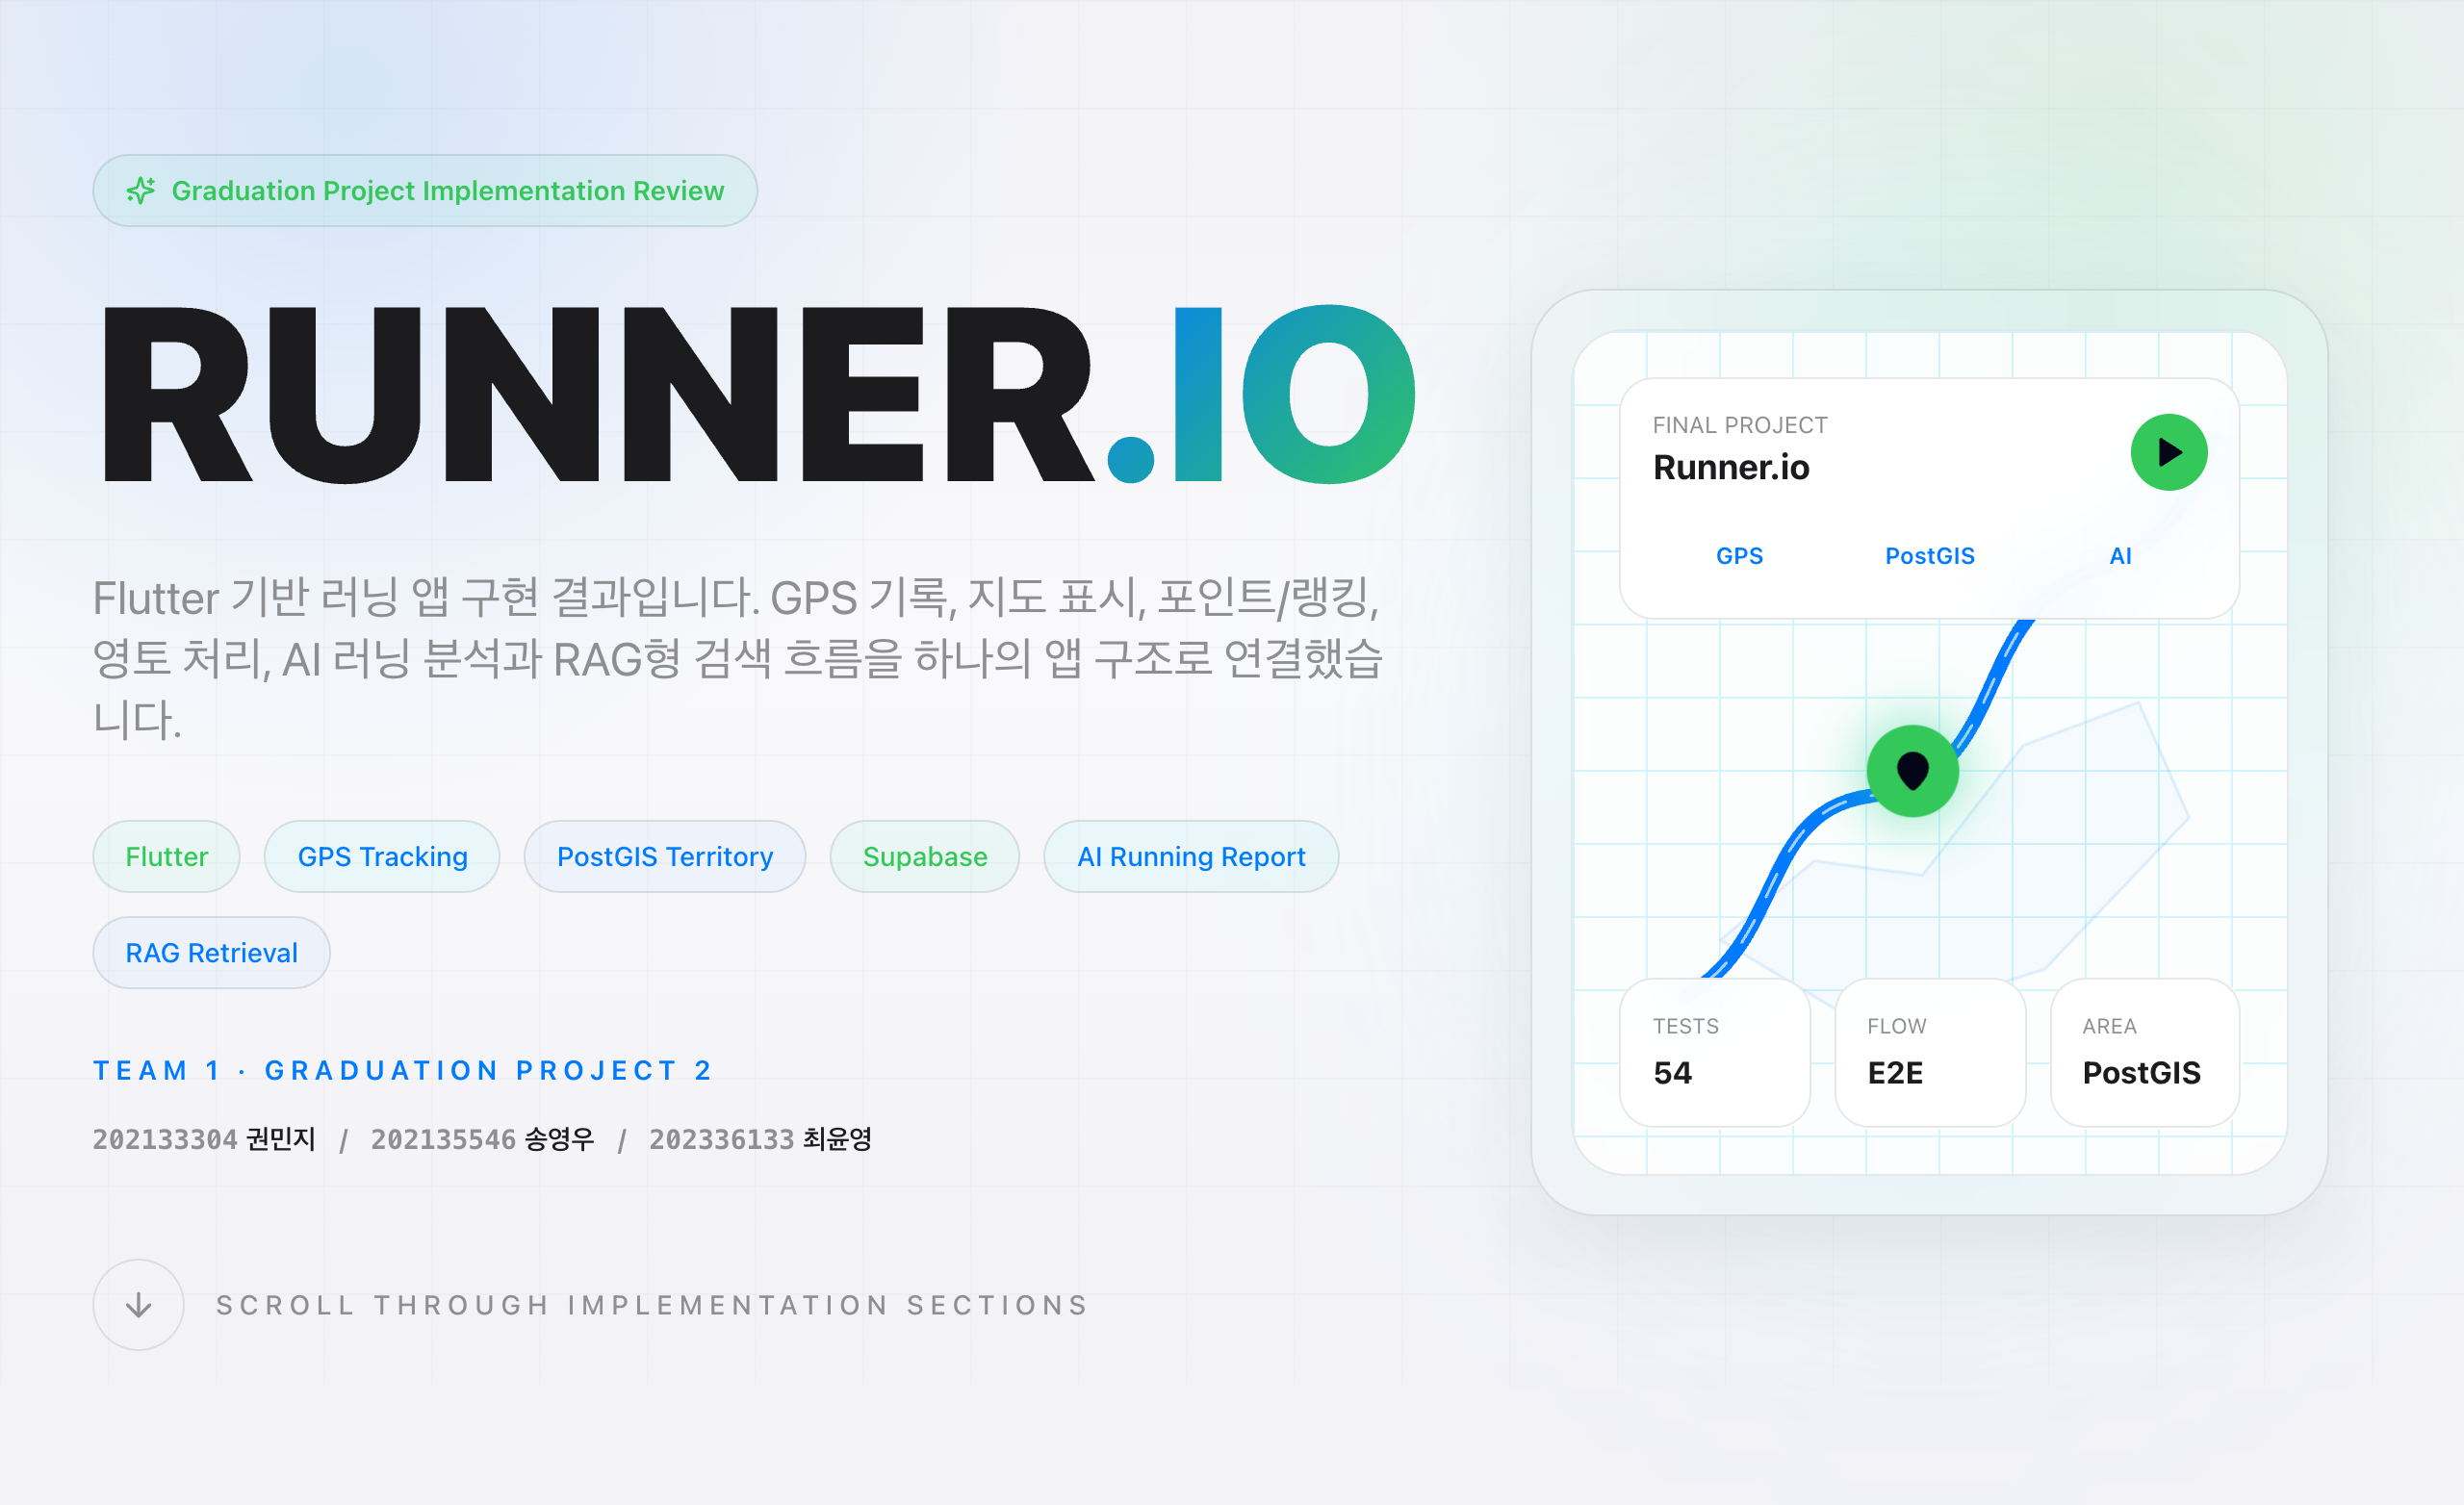 Graduation Project Implementation Review
RUNNER.IO
Flutter 기반 러닝 앱 구현 결과입니다. GPS 기록, 지도 표시, 포인트/랭킹,
영토 처리, AI 러닝 분석과 RAG형 검색 흐름을 하나의 앱 구조로 연결했습
니다.
Flutter GPS Tracking PostGIS Territory Supabase AI Running Report
RAG Retrieval
TEAM 1 · GRADUATION PROJECT 2
202133304 권민지 / 202135546 송영우 / 202336133 최윤영
SCROLL THROUGH IMPLEMENTATION SECTIONS
FINAL PROJECT
Runner.io
GPS PostGIS AI
TESTS FLOW AREA
54 E2E PostGIS